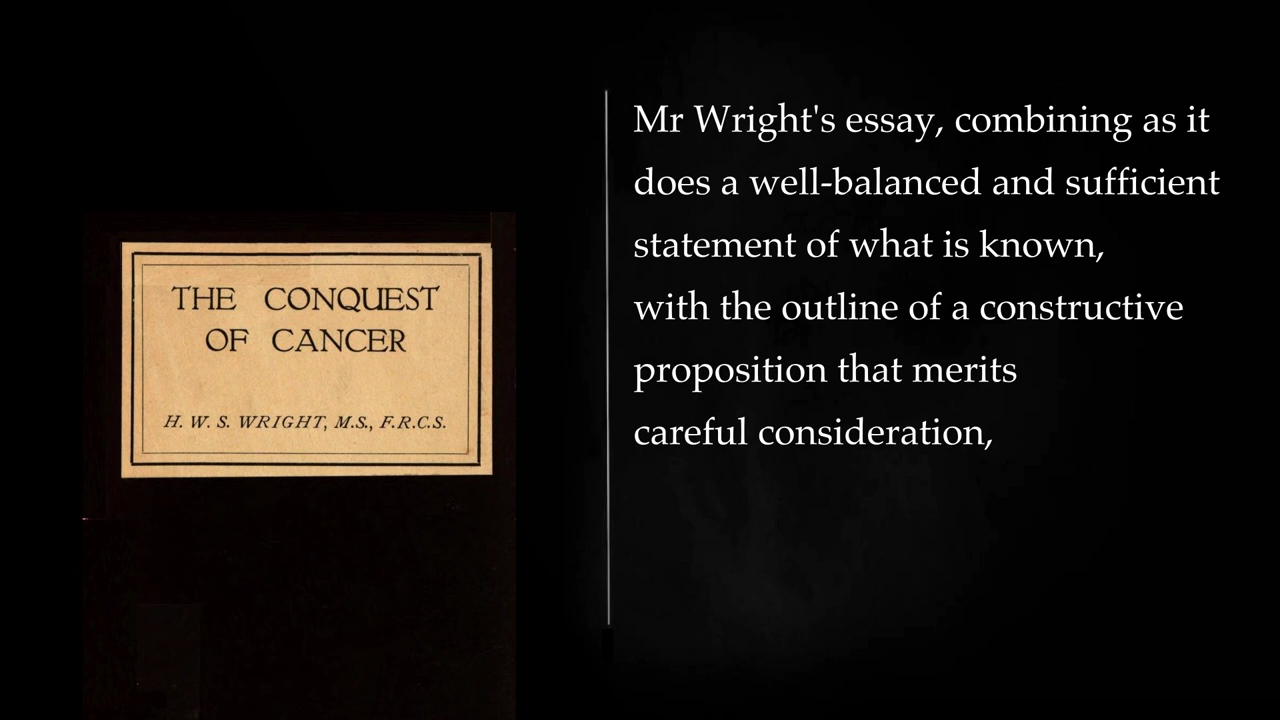 THE CONQUEST
OF CANCER
H. W. S. WRIGHT, M.S., F.R.C.S.
Mr Wright's essay, combining as it
does a well-balanced and sufficient
statement of what is known,
with the outline of a constructive
proposition that merits
careful consideration,